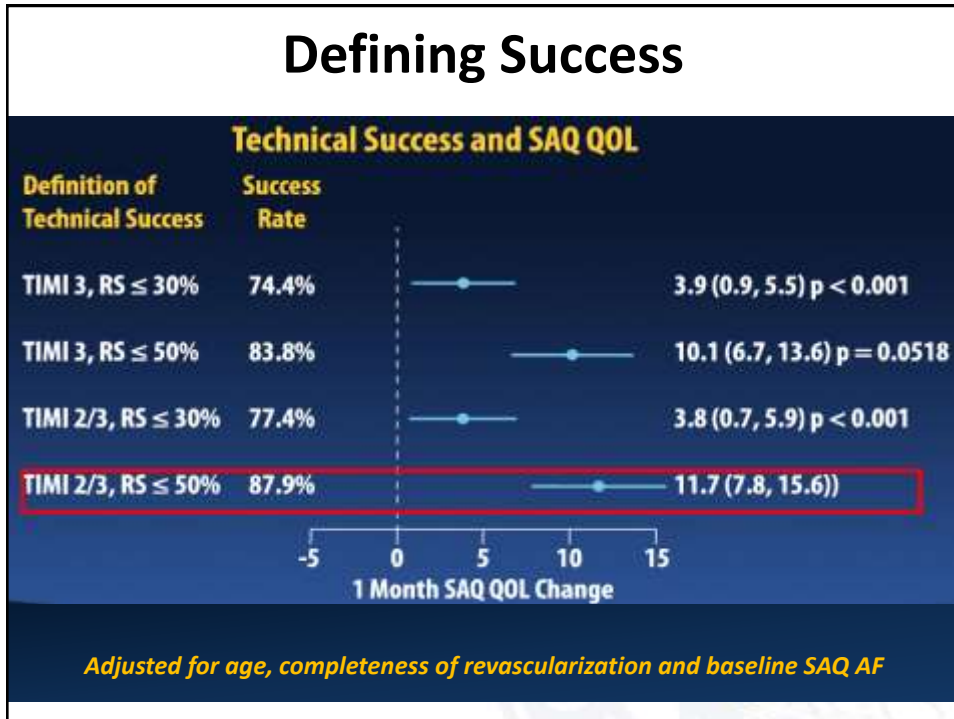 Defining Success
Technical Success and SAQ QOL
Definition of Technical Success
Success Rate
TIMI 3, RS ≤ 30% 74.4% 3.9 (0.9, 5.5) p < 0.001
TIMI 3, RS ≤ 50% 83.8% 10.1 (6.7, 13.6) p = 0.0518
TIMI 2/3, RS ≤ 30% 77.4% 3.8 (0.7, 5.9) p < 0.001
TIMI 2/3, RS ≤ 50% 87.9% 11.7 (7.8, 15.6))
-5 0 5 10 15
1 Month SAQ QOL Change
Adjusted for age, completeness of revascularization and baseline SAQ AF